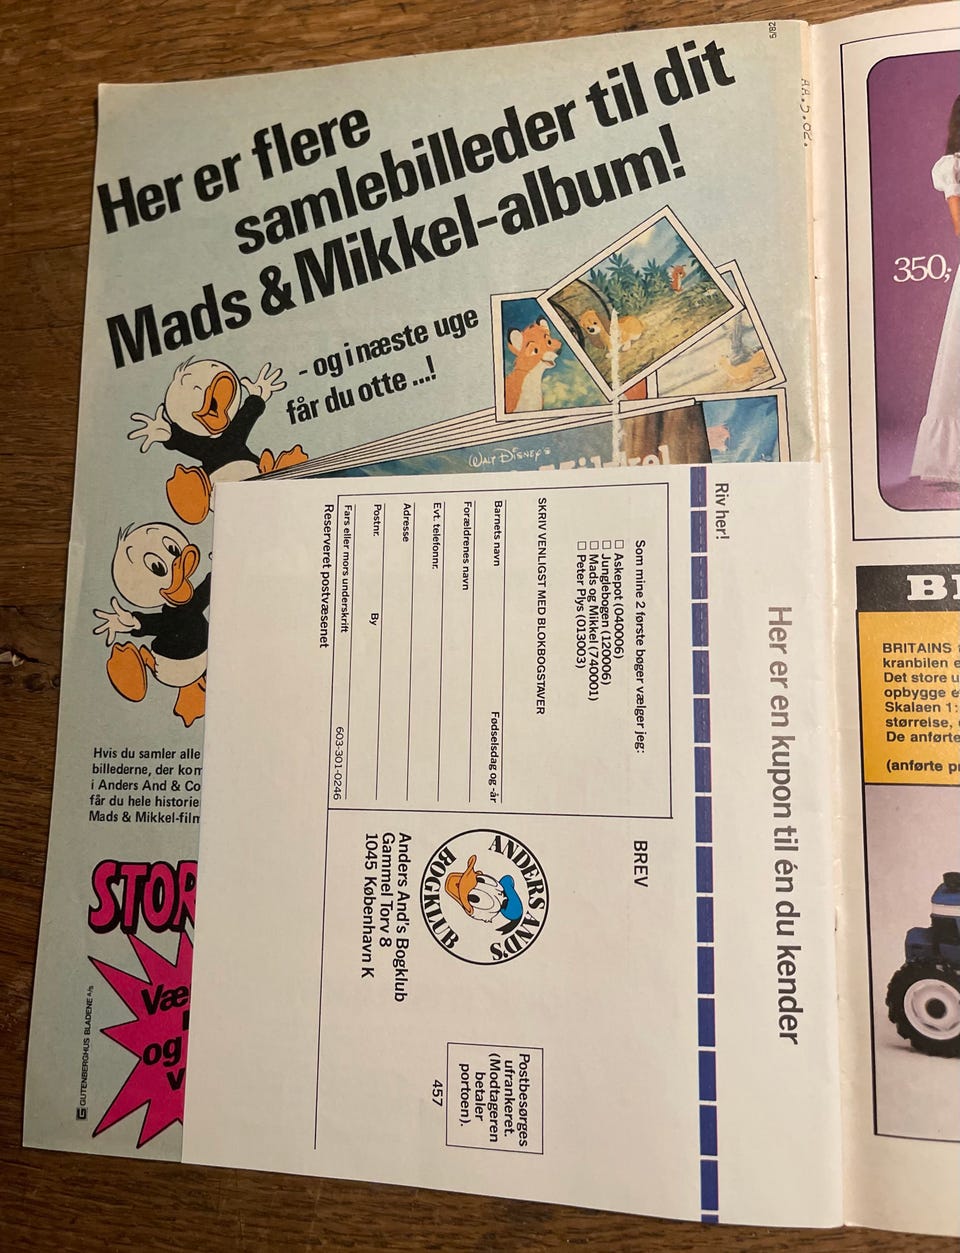 Her er flere
samlebilleder til dit
Mads & Mikkel-album!
- og i næste uge
får du otte ...!
WALT DISNEY'S
Mikkel
Hvis du samler alle
billederne, der kom
i Anders And & Co
får du hele historie
Mads & Mikkel-film
STOR
Væ
og
v
GUTENBERGHUS BLADENE A/S
5/82
AA.5.82.
Her er en kupon til én du kender
Riv her!
Som mine 2 første bøger vælger jeg:
☐ Askepot (040006)
☐ Junglebogen (120006)
☐ Mads og Mikkel (740001)
☐ Peter Plys (013003)
SKRIV VENLIGST MED BLOKBOGSTAVER
Barnets navn Fødselsdag og -år
Forældrenes navn
Evt. telefonnr.
Adresse
Postnr. By
Fars eller mors underskrift 603-301-0246
Reserveret postvæsenet
BREV
ANDERS AND'S
BOGKLUB
Anders And's Bogklub
Gammel Torv 8
1045 København K
Postbesørges
ufrankeret.
(Modtageren
betaler
portoen).
457
350,-
BRITAINS
kranbilen e
Det store u
opbygge e
Skalaen 1:
størrelse,
De anførte
(anførte p